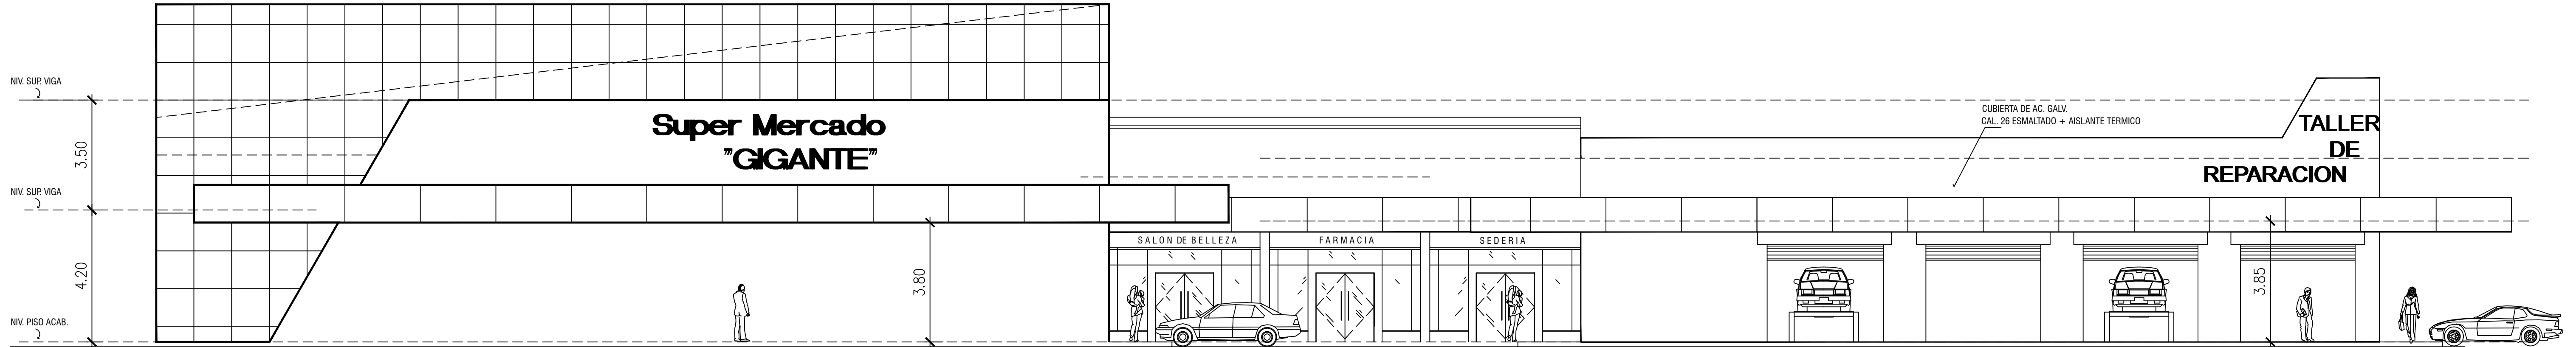 NIV. SUP. VIGA
3.50
NIV. SUP. VIGA
4.20
NIV. PISO ACAB.
Super Mercado
"GIGANTE"
3.80
SALON DE BELLEZA
FARMACIA
SEDERIA
CUBIERTA DE AC. GALV.
CAL. 26 ESMALTADO + AISLANTE TERMICO
TALLER
DE
REPARACION
3.85